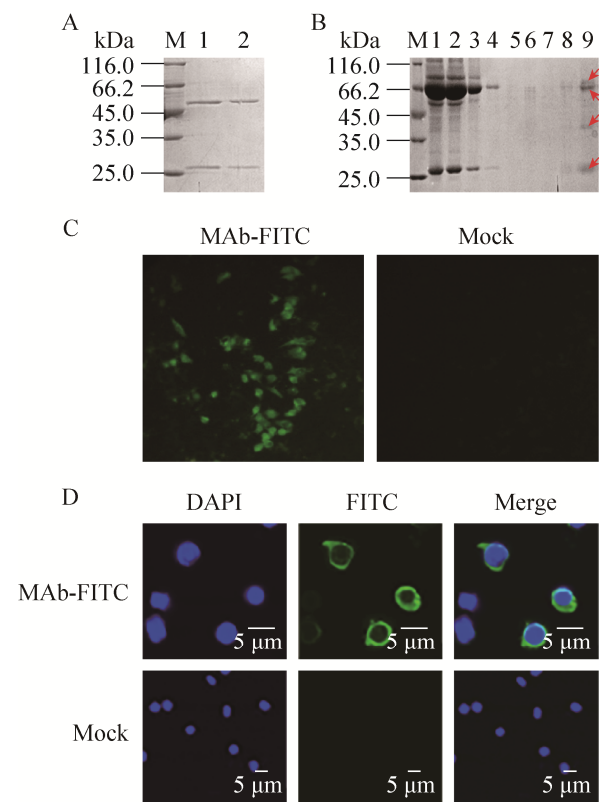 A
kDa M 1 2
116.0
66.2
45.0
35.0
25.0
B
kDa M 1 2 3 4 5 6 7 8 9
116.0
66.2
45.0
35.0
25.0
C
MAb-FITC Mock
D
DAPI FITC Merge
MAb-FITC
5 μm 5 μm 5 μm
Mock
5 μm 5 μm 5 μm